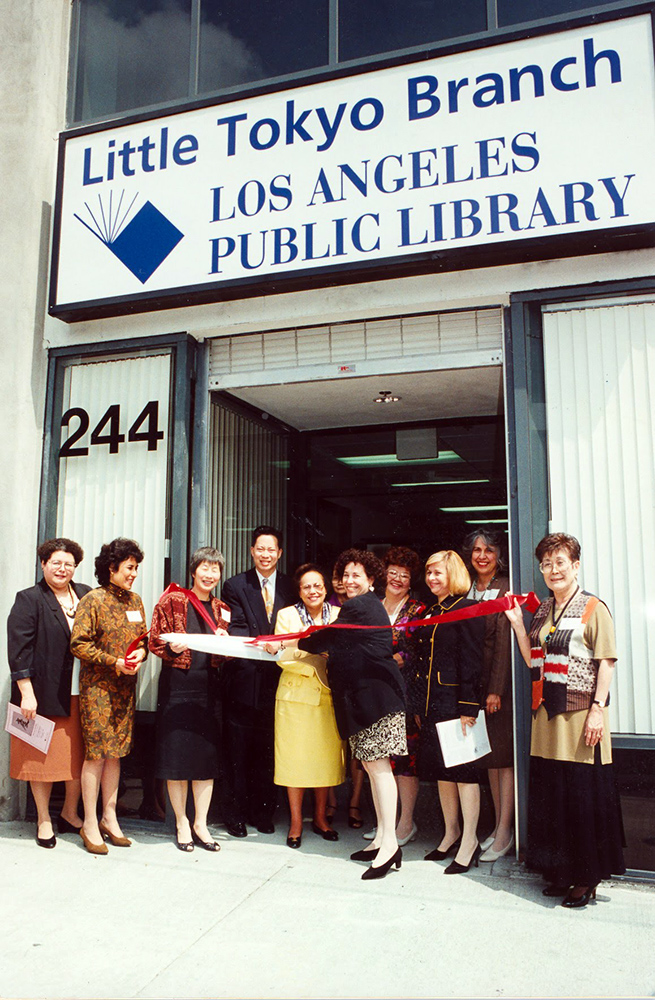 Little Tokyo Branch
LOS ANGELES
PUBLIC LIBRARY
244